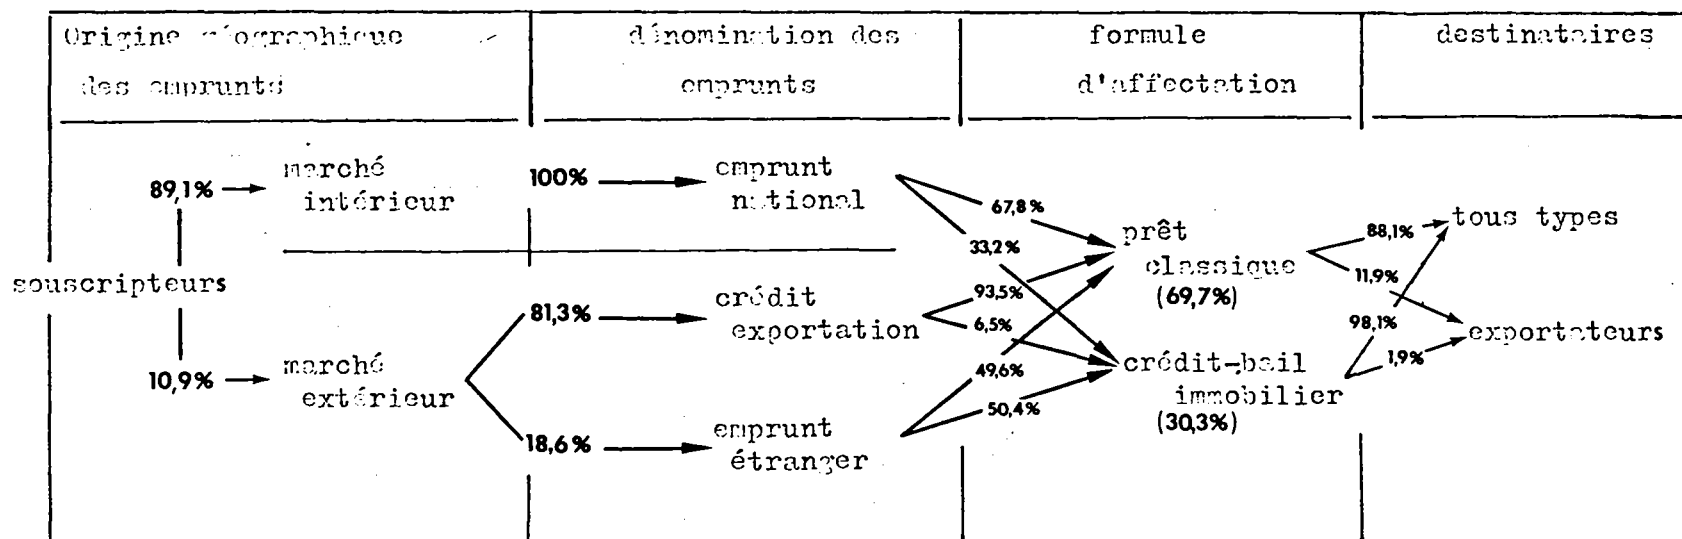 Origine géographique
des emprunts
dénomination des
emprunts
formule
d'affectation
destinataires
souscripteurs
89,1%
marché
intérieur
10,9%
marché
extérieur
100%
emprunt
national
81,3%
crédit
exportation
18,6%
emprunt
étranger
67,8%
33,2%
93,5%
6,5%
49,6%
50,4%
prêt
classique
(69,7%)
crédit-bail
immobilier
(30,3%)
88,1%
11,9%
98,1%
1,9%
tous types
exportateurs